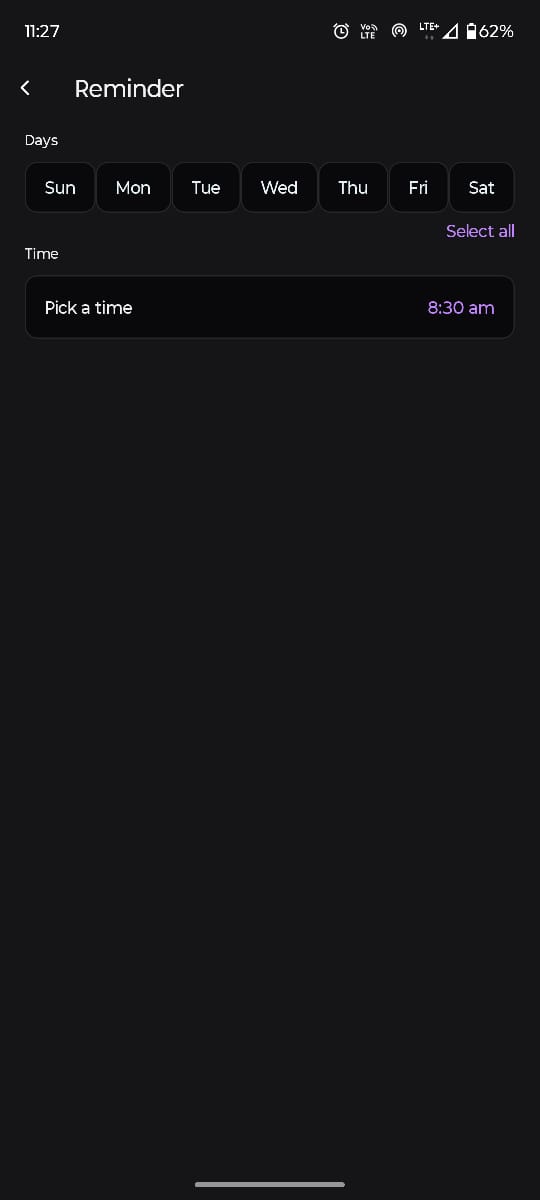 11:27 Vo LTE LTE+ 62%
Reminder
Days
Sun Mon Tue Wed Thu Fri Sat
Select all
Time
Pick a time 8:30 am